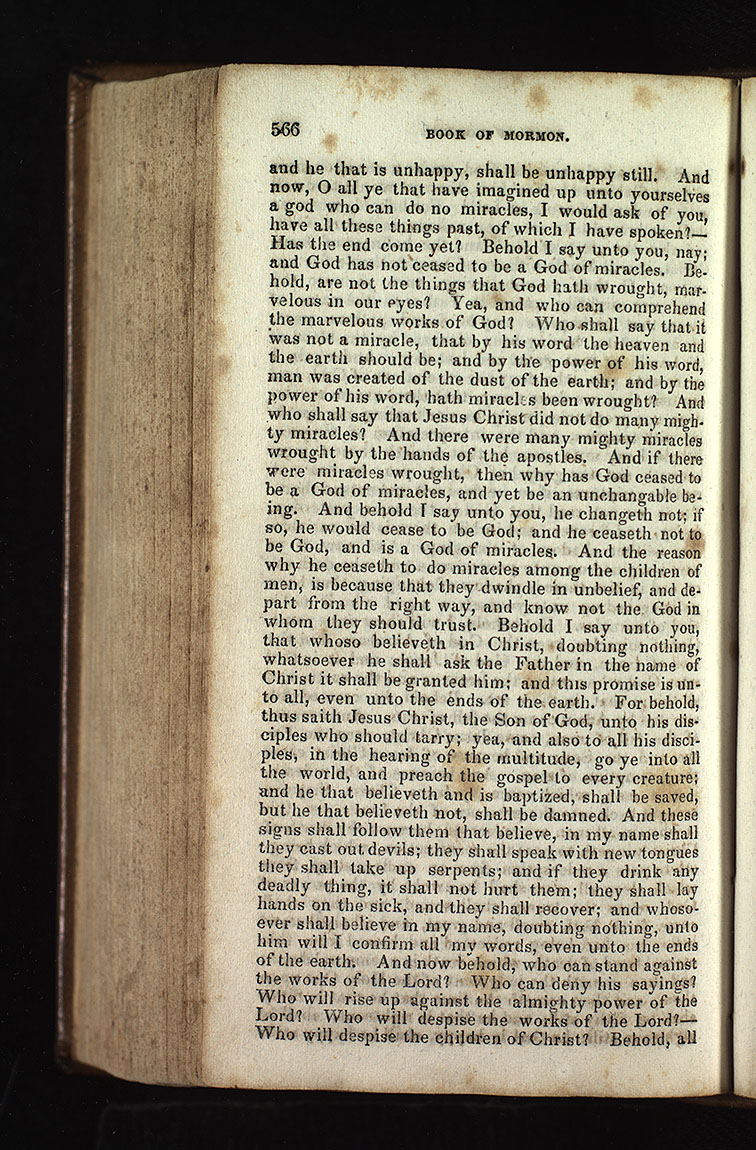 566
BOOK OF MORMON.
and he that is unhappy, shall be unhappy still. And
now, O all ye that have imagined up unto yourselves
a god who can do no miracles, I would ask of you,
have all these things past, of which I have spoken?—
Has the end come yet? Behold I say unto you, nay;
and God has not ceased to be a God of miracles. Be-
hold, are not the things that God hath wrought, mar-
velous in our eyes? Yea, and who can comprehend
the marvelous works of God? Who shall say that it
was not a miracle, that by his word the heaven and
the earth should be; and by the power of his word,
man was created of the dust of the earth; and by the
power of his word, hath miracles been wrought? And
who shall say that Jesus Christ did not do many migh-
ty miracles? And there were many mighty miracles
wrought by the hands of the apostles. And if there
were miracles wrought, then why has God ceased to
be a God of miracles, and yet be an unchangable be-
ing. And behold I say unto you, he changeth not; if
so, he would cease to be God; and he ceaseth not to
be God, and is a God of miracles. And the reason
why he ceaseth to do miracles among the children of
men, is because that they dwindle in unbelief, and de-
part from the right way, and know not the God in
whom they should trust. Behold I say unto you,
that whoso believeth in Christ, doubting nothing,
whatsoever he shall ask the Father in the name of
Christ it shall be granted him; and this promise is un-
to all, even unto the ends of the earth. For behold,
thus saith Jesus Christ, the Son of God, unto his dis-
ciples who should tarry; yea, and also to all his disci-
ples, in the hearing of the multitude, go ye into all
the world, and preach the gospel to every creature;
and he that believeth and is baptized, shall be saved,
but he that believeth not, shall be damned. And these
signs shall follow them that believe, in my name shall
they cast out devils; they shall speak with new tongues
they shall take up serpents; and if they drink any
deadly thing, it shall not hurt them; they shall lay
hands on the sick, and they shall recover; and whoso-
ever shall believe in my name, doubting nothing, unto
him will I confirm all my words, even unto the ends
of the earth. And now behold, who can stand against
the works of the Lord? Who can deny his sayings?
Who will rise up against the almighty power of the
Lord? Who will despise the works of the Lord?—
Who will despise the children of Christ? Behold, all